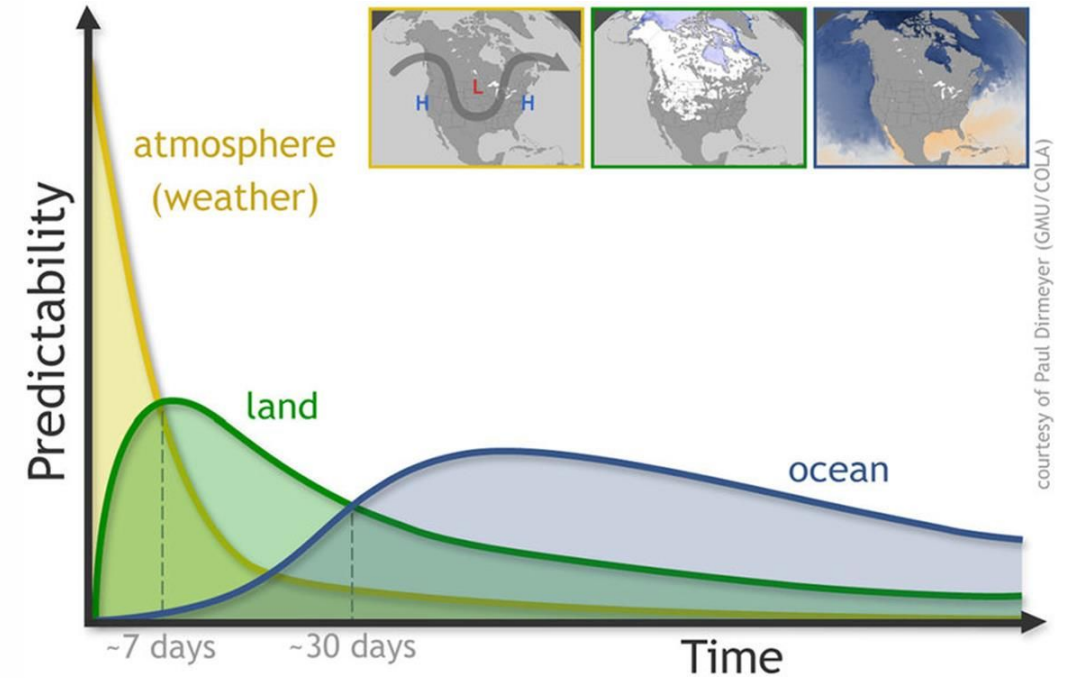 atmosphere
(weather)
H
L
H
land
ocean
Predictability
~7 days
~30 days
Time
courtesy of Paul Dirmeyer (GMU/COLA)